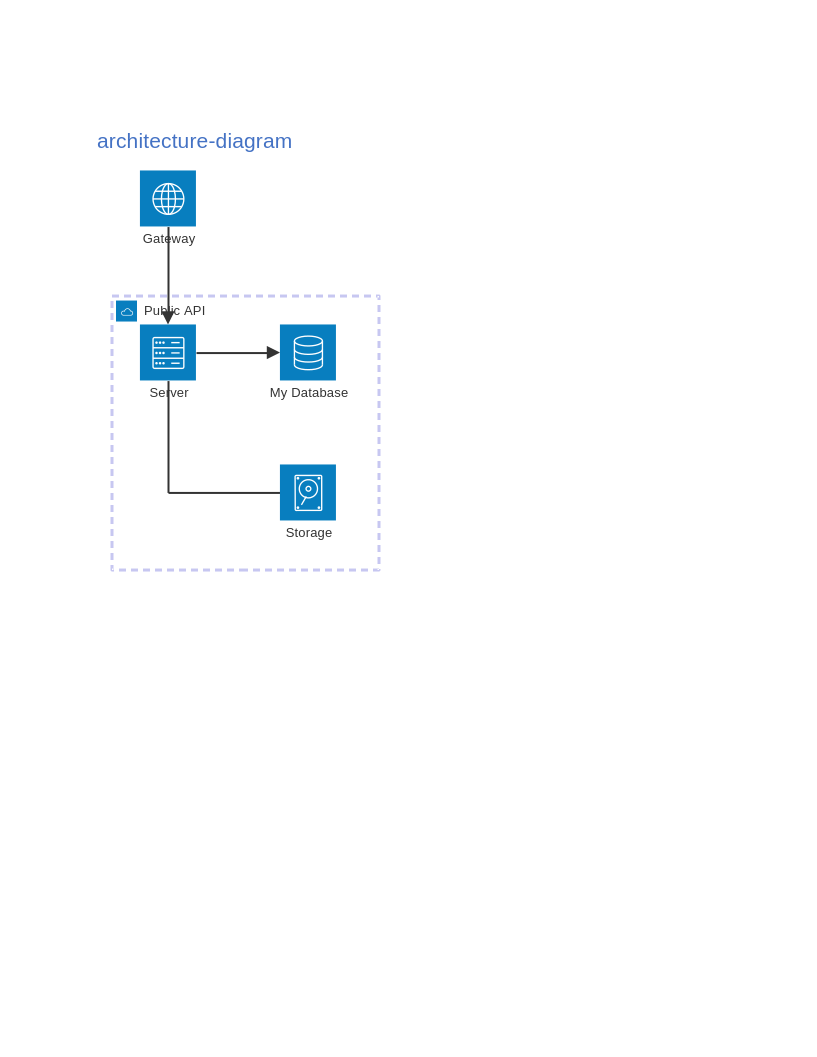 architecture-diagram
Gateway
Public API
Server
My Database
Storage